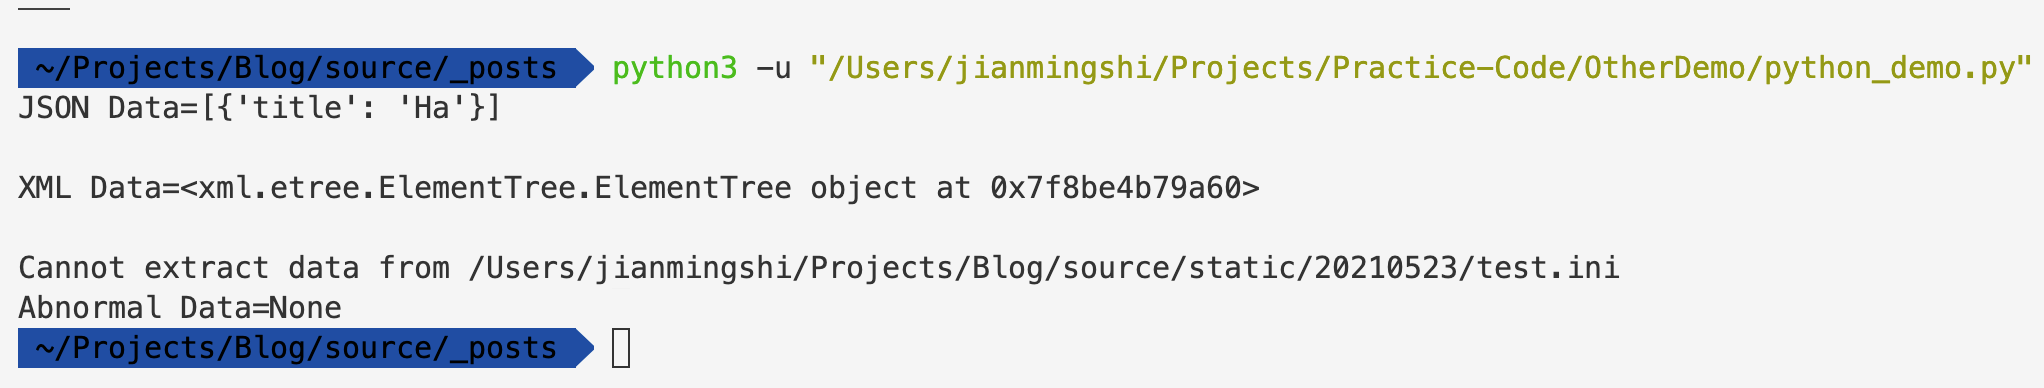 ~/Projects/Blog/source/_posts python3 -u "/Users/jianmingshi/Projects/Practice-Code/OtherDemo/python_demo.py"
JSON Data=[{'title': 'Ha'}]
XML Data=<xml.etree.ElementTree.ElementTree object at 0x7f8be4b79a60>
Cannot extract data from /Users/jianmingshi/Projects/Blog/source/static/20210523/test.ini
Abnormal Data=None
~/Projects/Blog/source/_posts